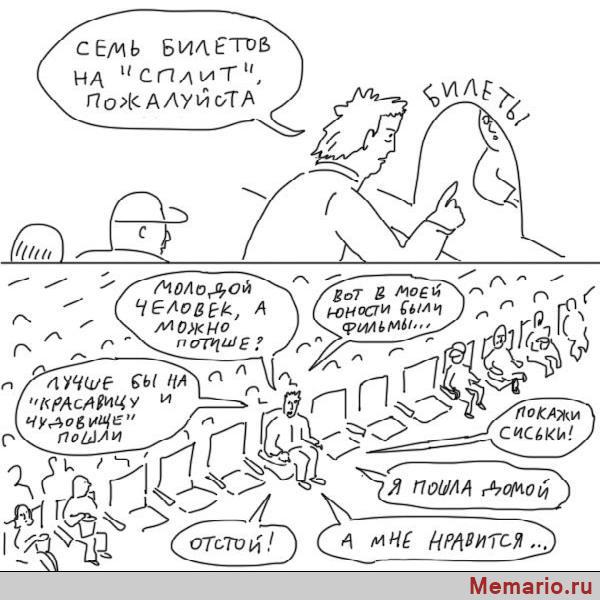 СЕМЬ БИЛЕТОВ
НА "СПЛИТ",
ПОЖАЛУЙСТА
БИЛЕТЫ
С
МОЛОДОЙ
ЧЕЛОВЕК, А
МОЖНО
ПОТИШЕ?
ВОТ В МОЕЙ
ЮНОСТИ БЫЛИ
ФИЛЬМЫ...
ЛУЧШЕ БЫ НА
"КРАСАВИЦУ И
ЧУДОВИЩЕ"
ПОШЛИ
ПОКАЖИ
СИСЬКИ!
Я ПОШЛА ДОМОЙ
ОТСТОЙ!
А МНЕ НРАВИТСЯ...
Memario.ru